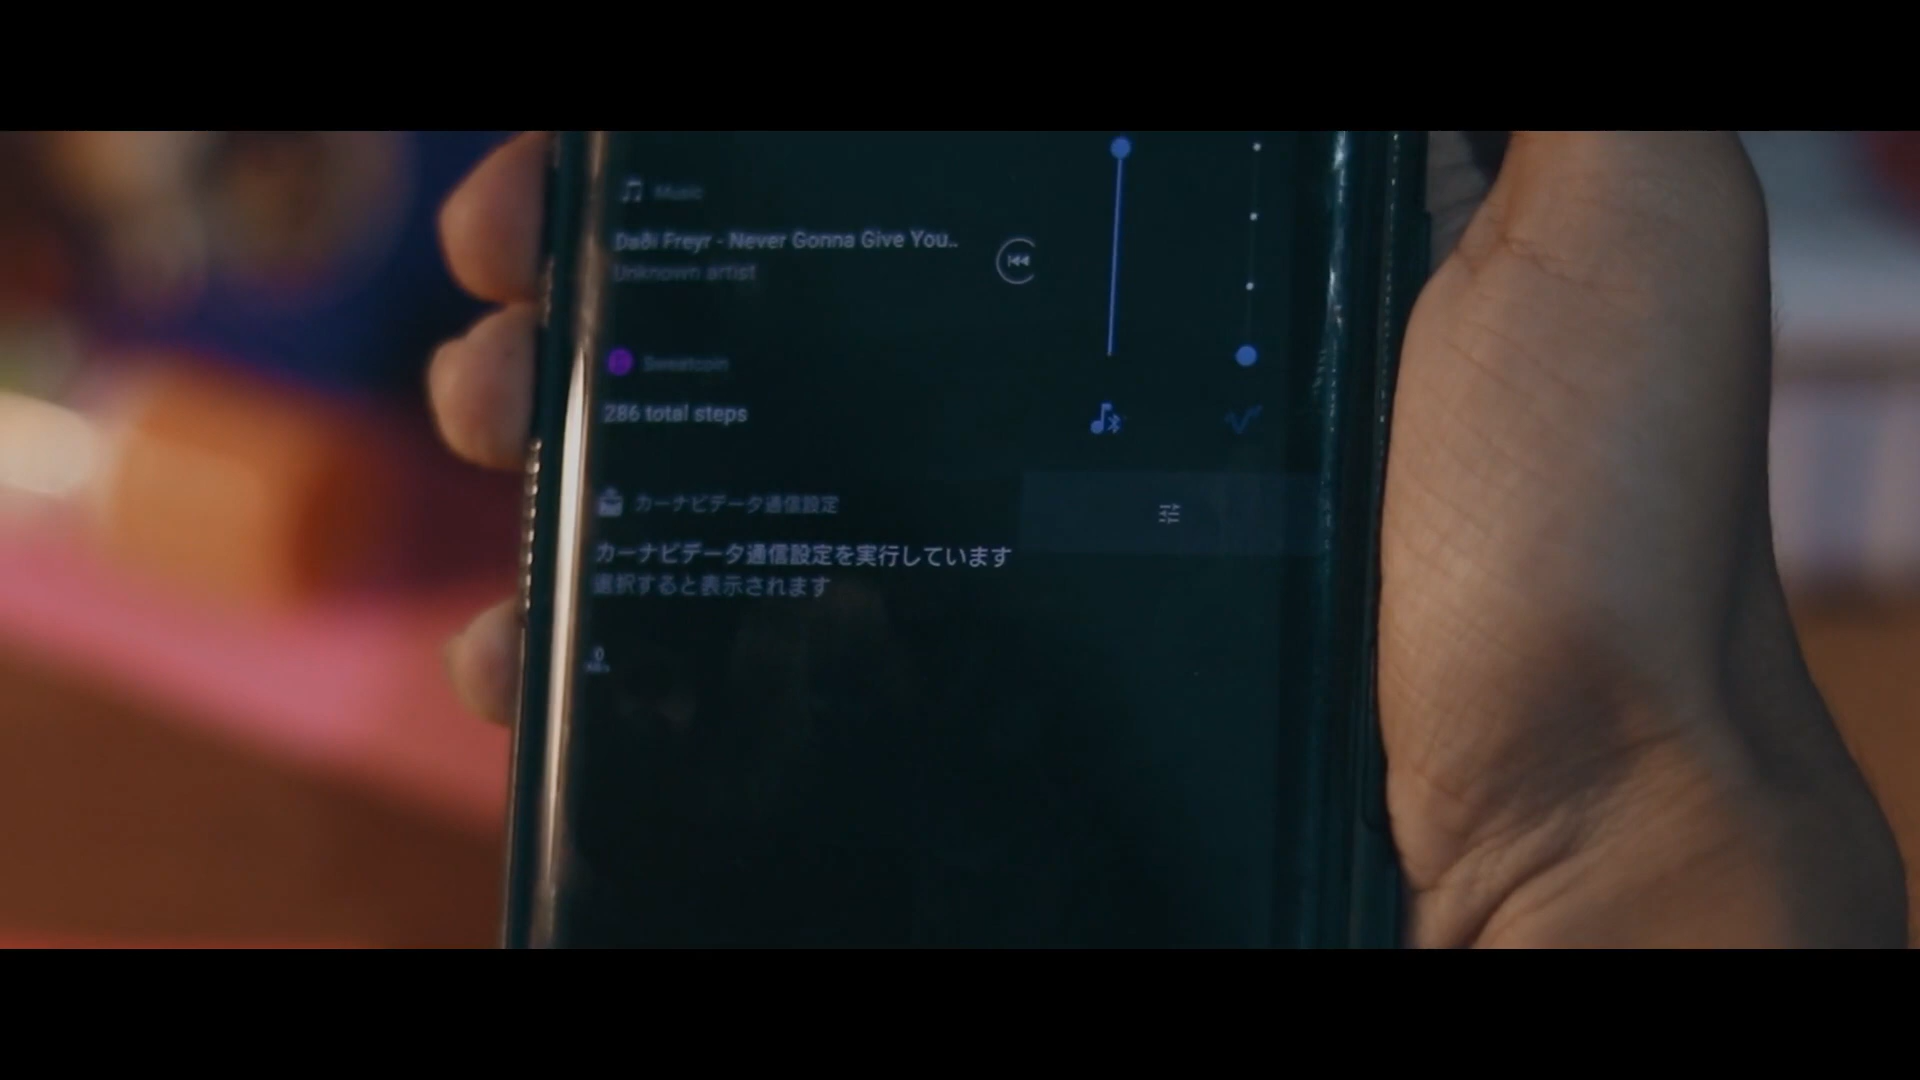 Music
Daði Freyr - Never Gonna Give You..
Unknown artist
Sweatcoin
286 total steps
カーナビデータ通信設定
カーナビデータ通信設定を実行しています
選択すると表示されます
0